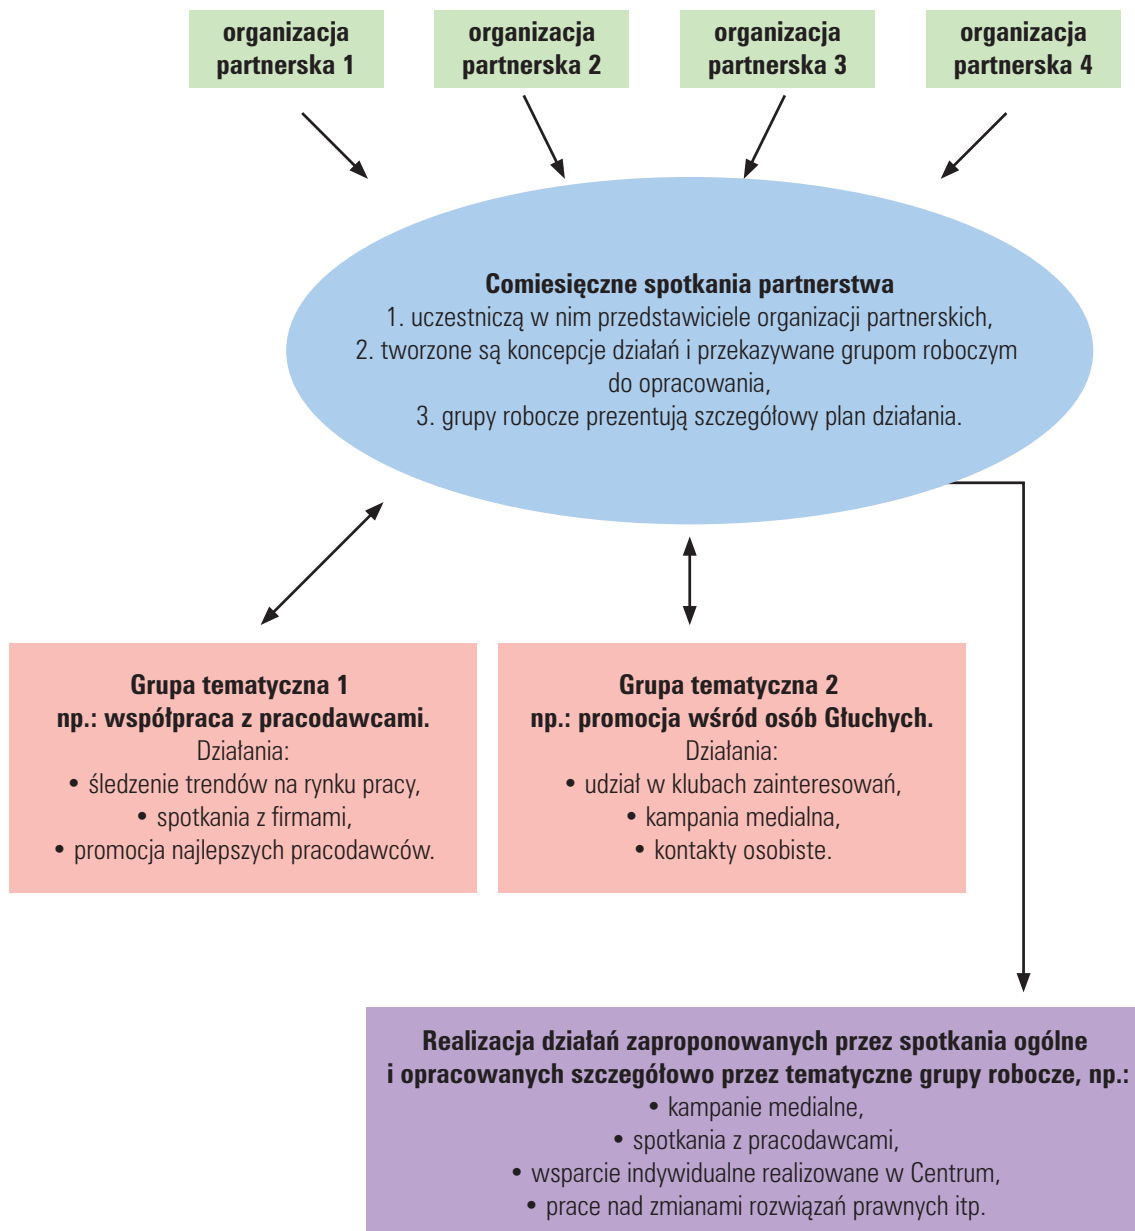 organizacja
partnerska 1
organizacja
partnerska 2
organizacja
partnerska 3
organizacja
partnerska 4
Comiesięczne spotkania partnerstwa
1. uczestniczą w nim przedstawiciele organizacji partnerskich,
2. tworzone są koncepcje działań i przekazywane grupom roboczym
do opracowania,
3. grupy robocze prezentują szczegółowy plan działania.
Grupa tematyczna 1
np.: współpraca z pracodawcami.
Działania:
• śledzenie trendów na rynku pracy,
• spotkania z firmami,
• promocja najlepszych pracodawców.
Grupa tematyczna 2
np.: promocja wśród osób Głuchych.
Działania:
• udział w klubach zainteresowań,
• kampania medialna,
• kontakty osobiste.
Realizacja działań zaproponowanych przez spotkania ogólne
i opracowanych szczegółowo przez tematyczne grupy robocze, np.:
• kampanie medialne,
• spotkania z pracodawcami,
• wsparcie indywidualne realizowane w Centrum,
• prace nad zmianami rozwiązań prawnych itp.